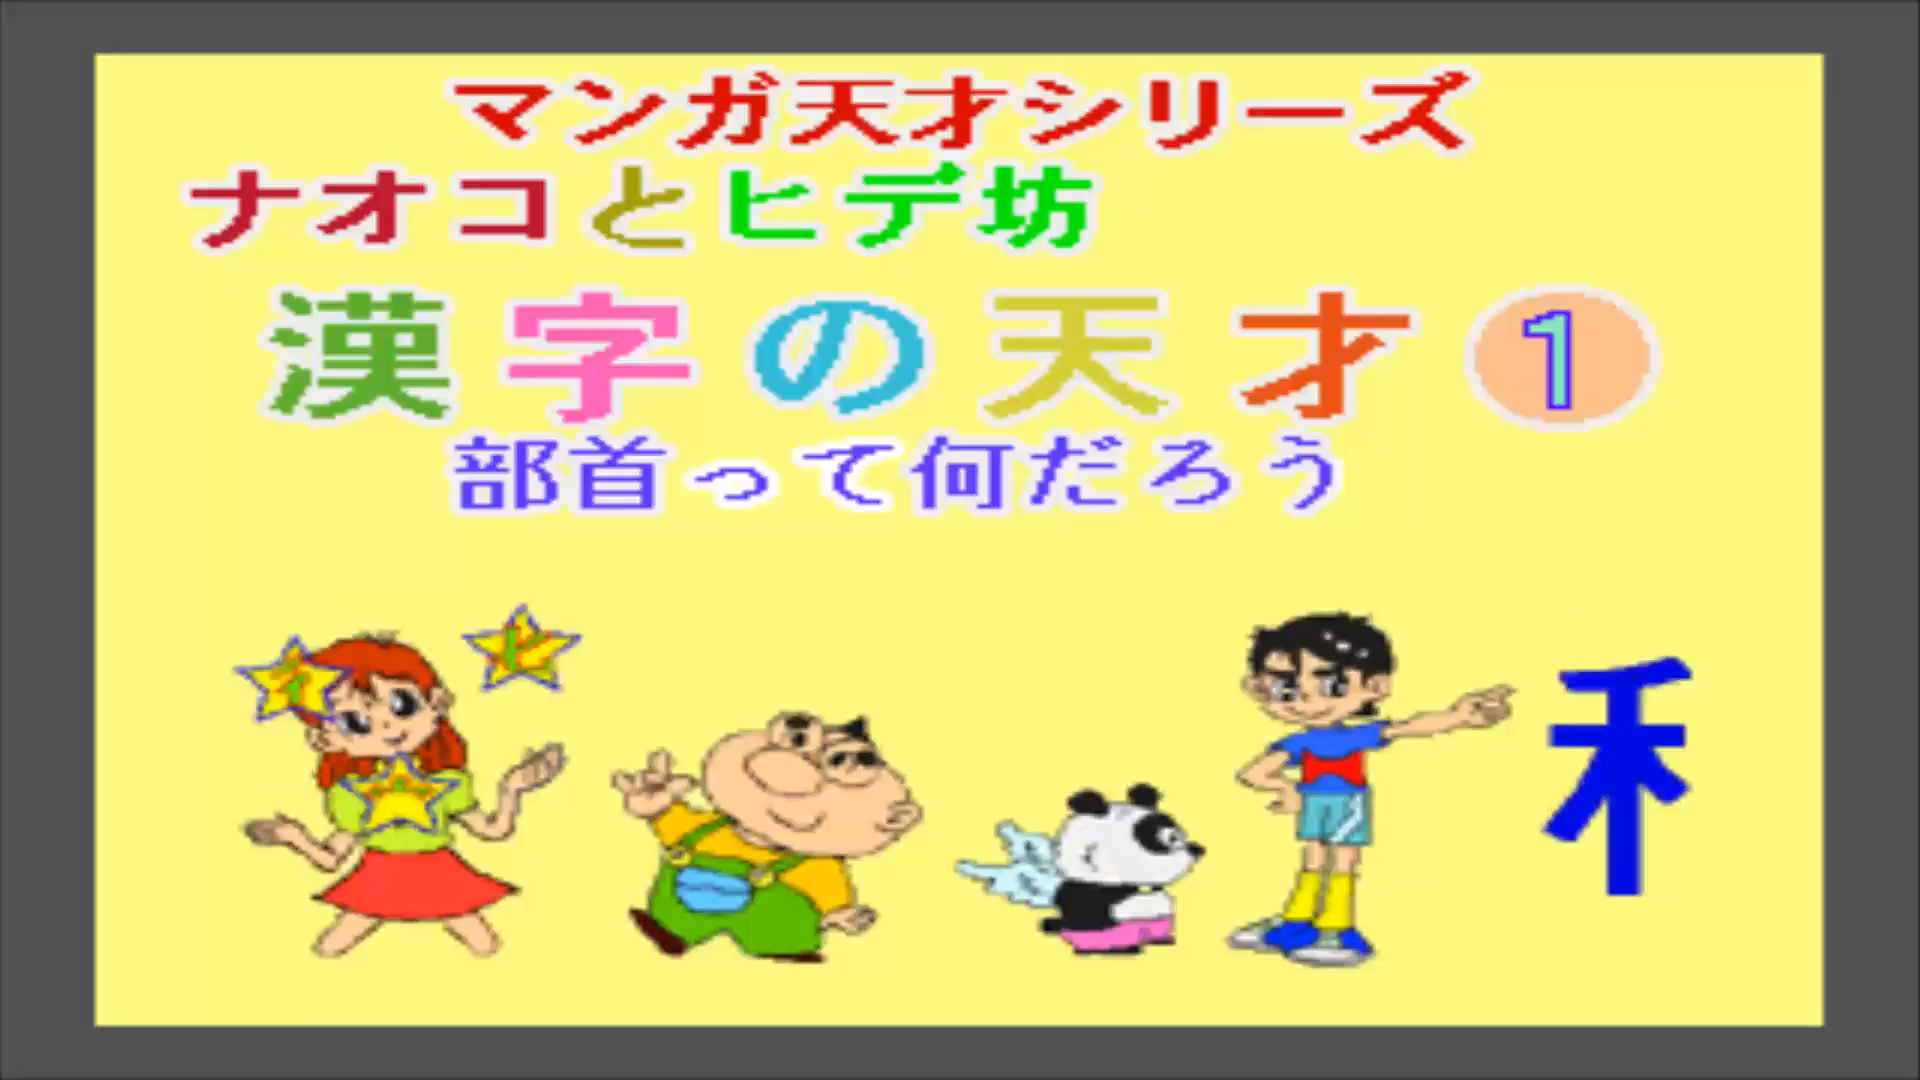 マンガ天才シリーズ
ナオコとヒデ坊
漢字の天才①
部首って何だろう
禾